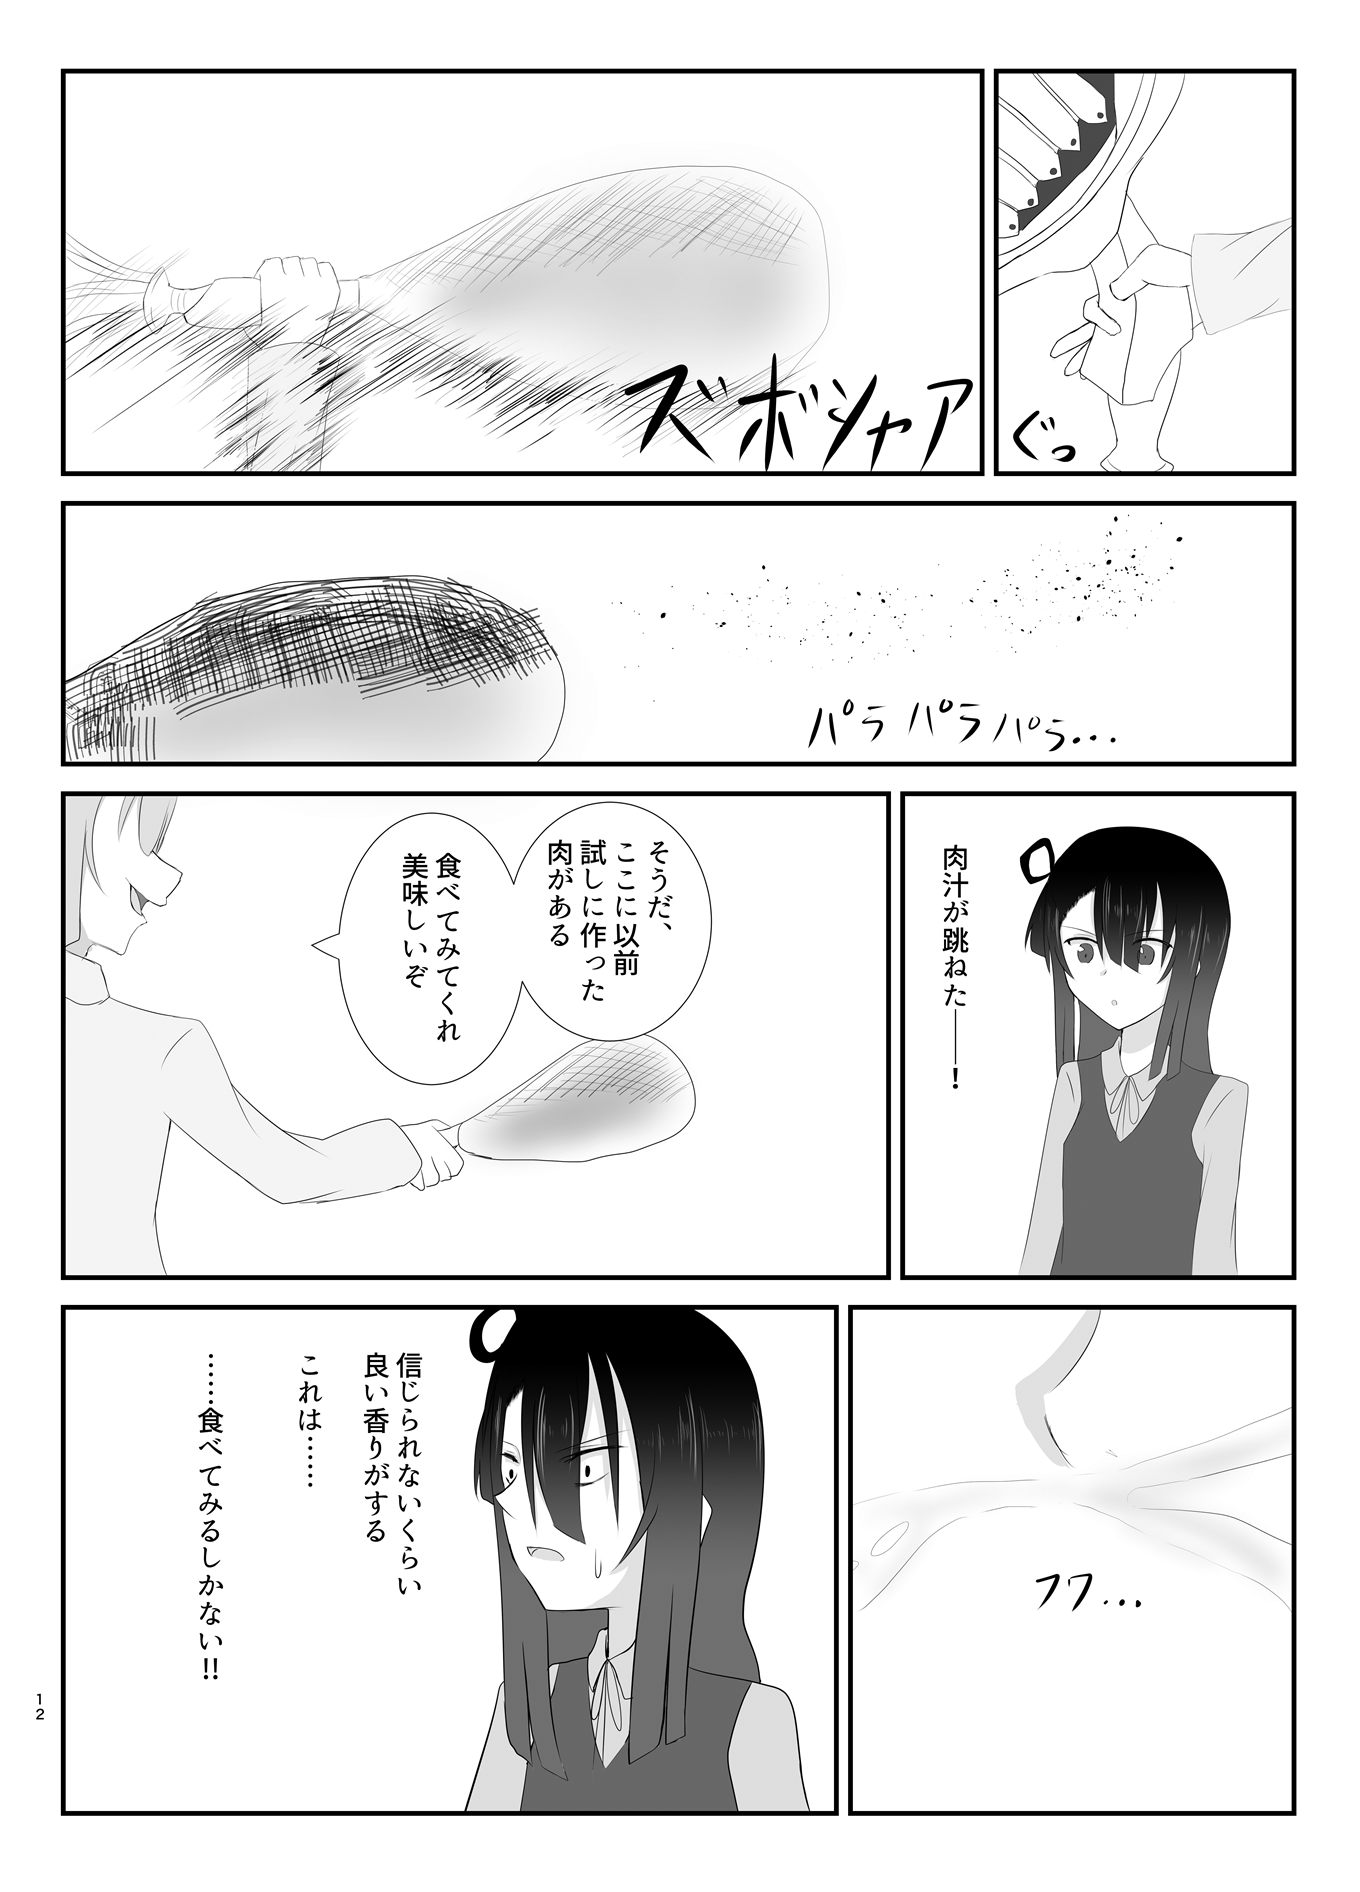 ぐっ
ズボシャア
パラパラパラ...
肉汁が跳ねた――！
そうだ、
ここに以前
試しに作った
肉がある
食べてみてくれ
美味しいぞ
フワ...
信じられないくらい
良い香りがする
これは……
……食べてみるしかない!!
12